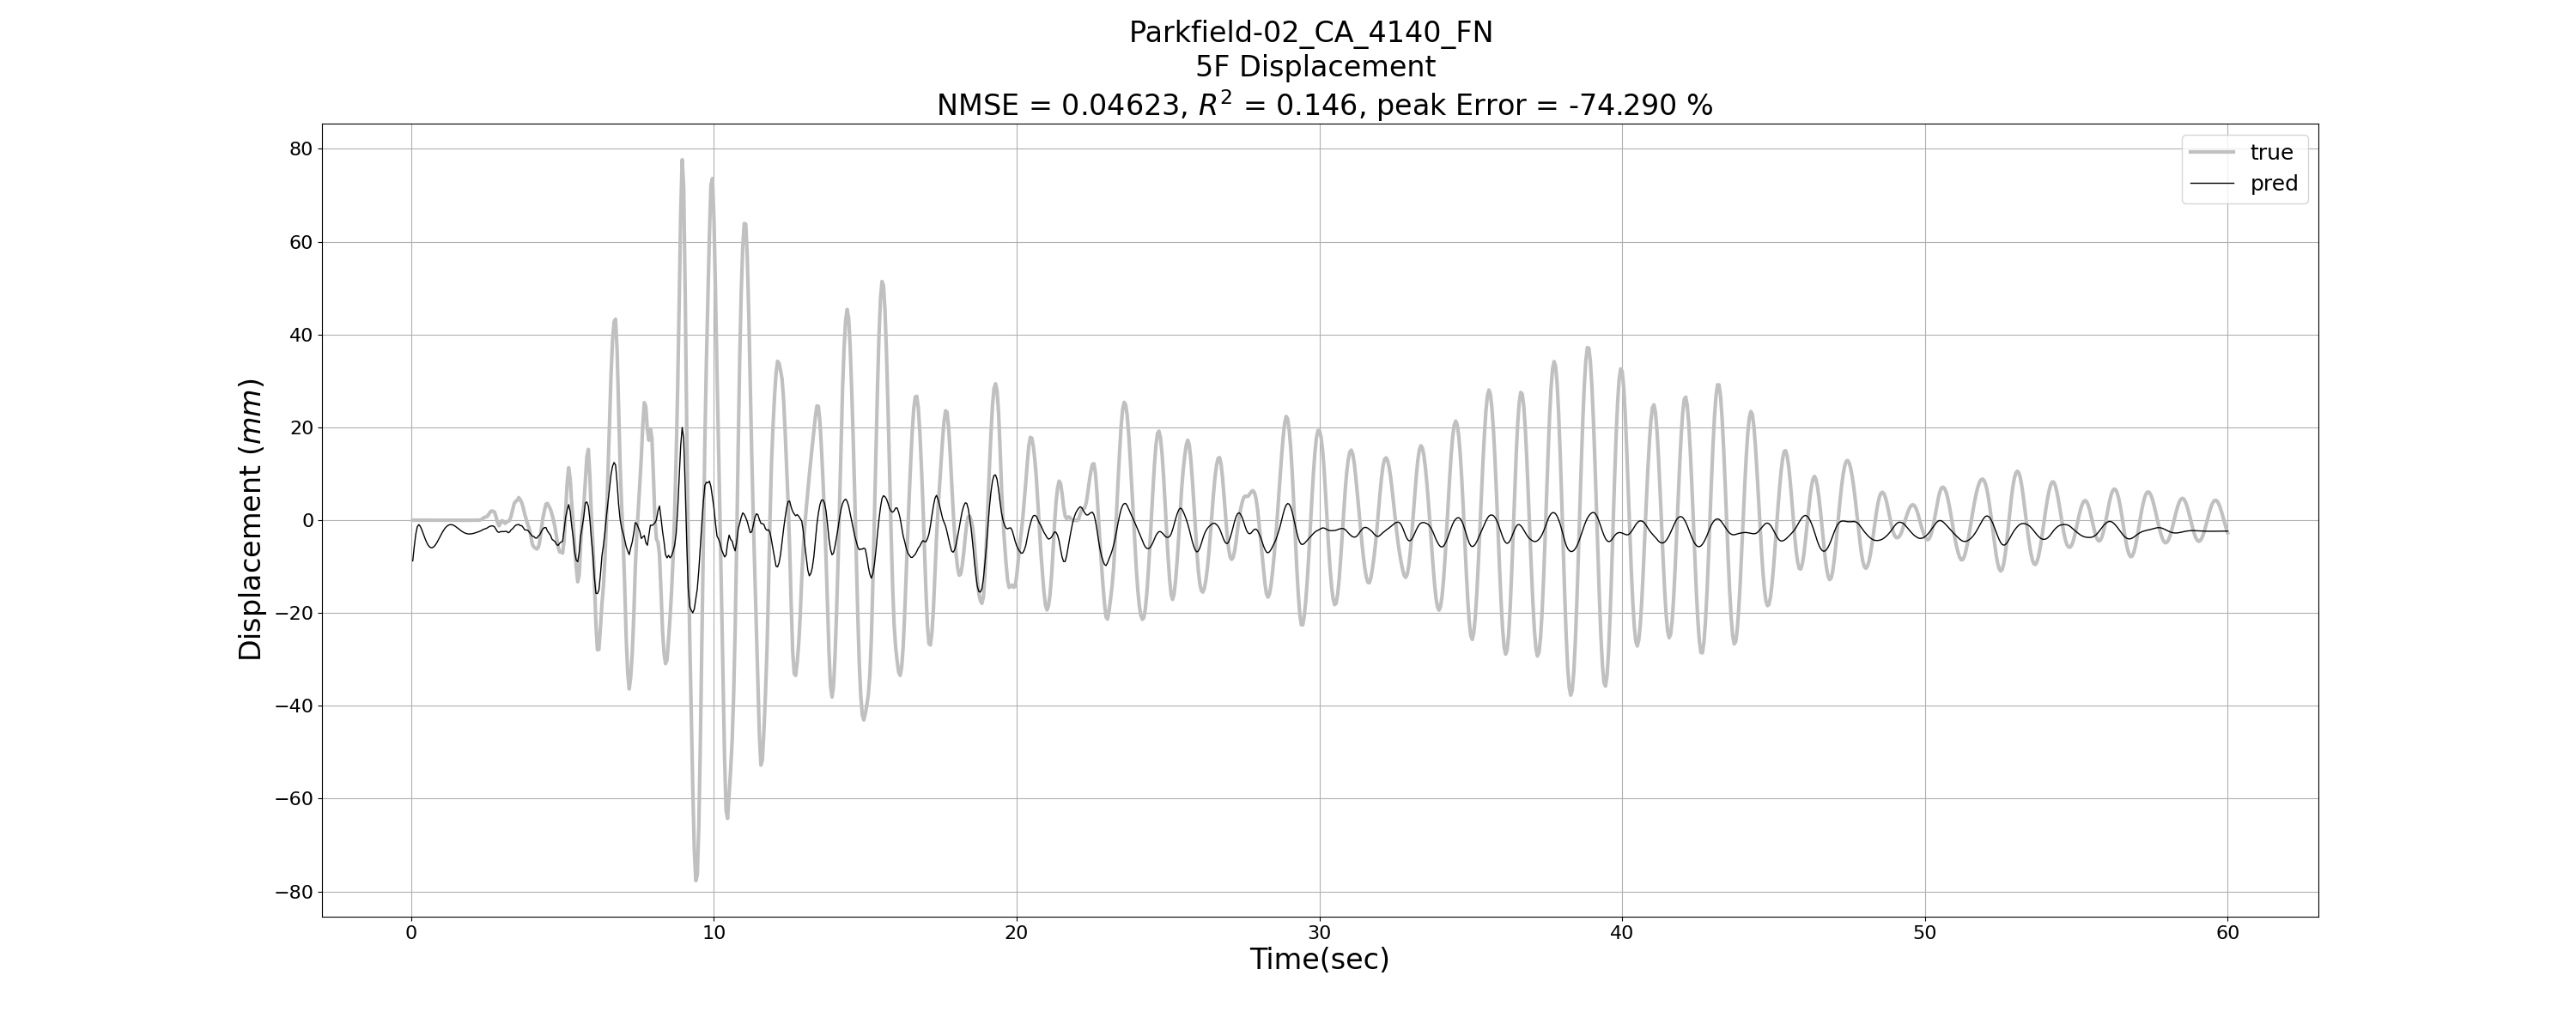 Parkfield-02_CA_4140_FN
5F Displacement
NMSE = 0.04623, R² = 0.146, peak Error = -74.290 %
true
pred
Displacement (mm)
80
60
40
20
0
−20
−40
−60
−80
0 10 20 30 40 50 60
Time(sec)